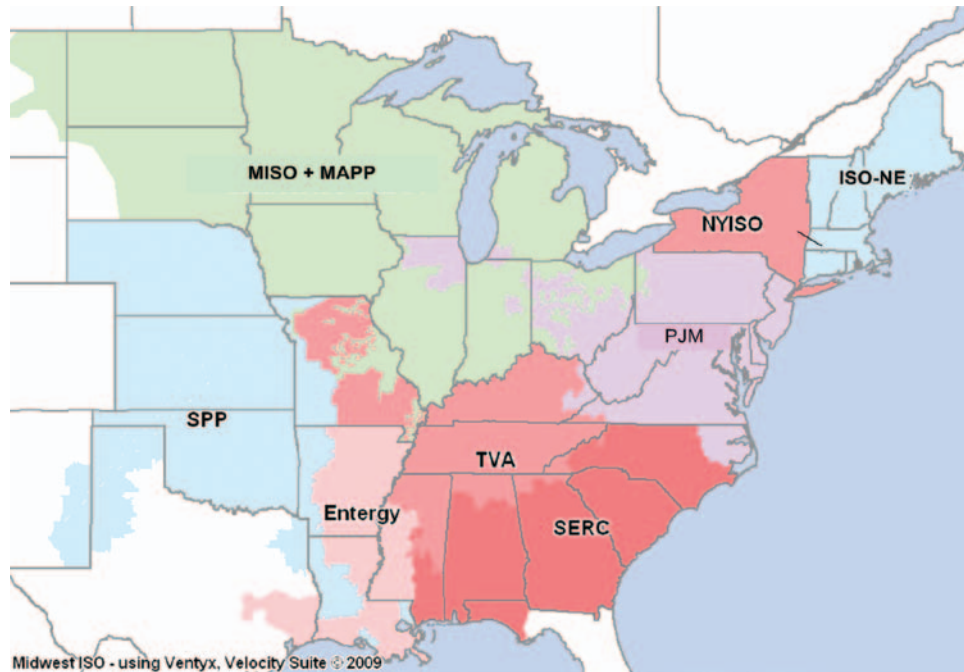 MISO + MAPP
ISO-NE
NYISO
PJM
SPP
TVA
Entergy
SERC
Midwest ISO - using Ventyx, Velocity Suite © 2009